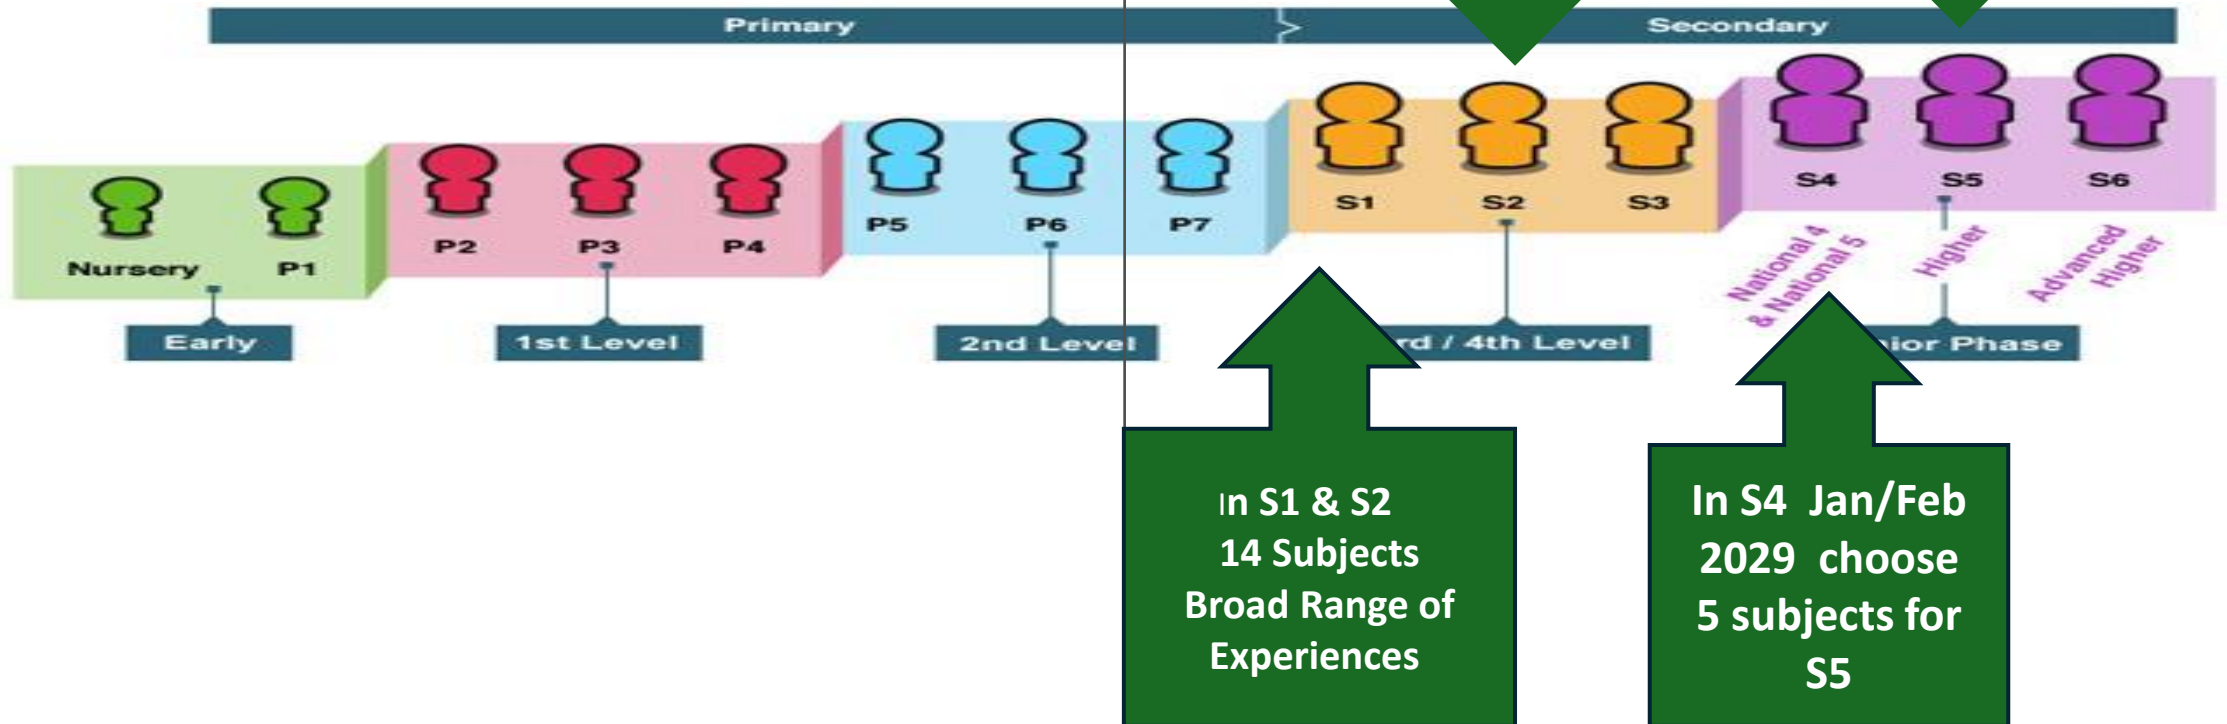 Primary
Secondary
Nursery
P1
P2
P3
P4
P5
P6
P7
S1
S2
S3
S4
S5
S6
National 4
& National 5
Higher
Advanced
Higher
Early
1st Level
2nd Level
rd / 4th Level
ior Phase
In S1 & S2
14 Subjects
Broad Range of
Experiences
In S4 Jan/Feb
2029 choose
5 subjects for
S5